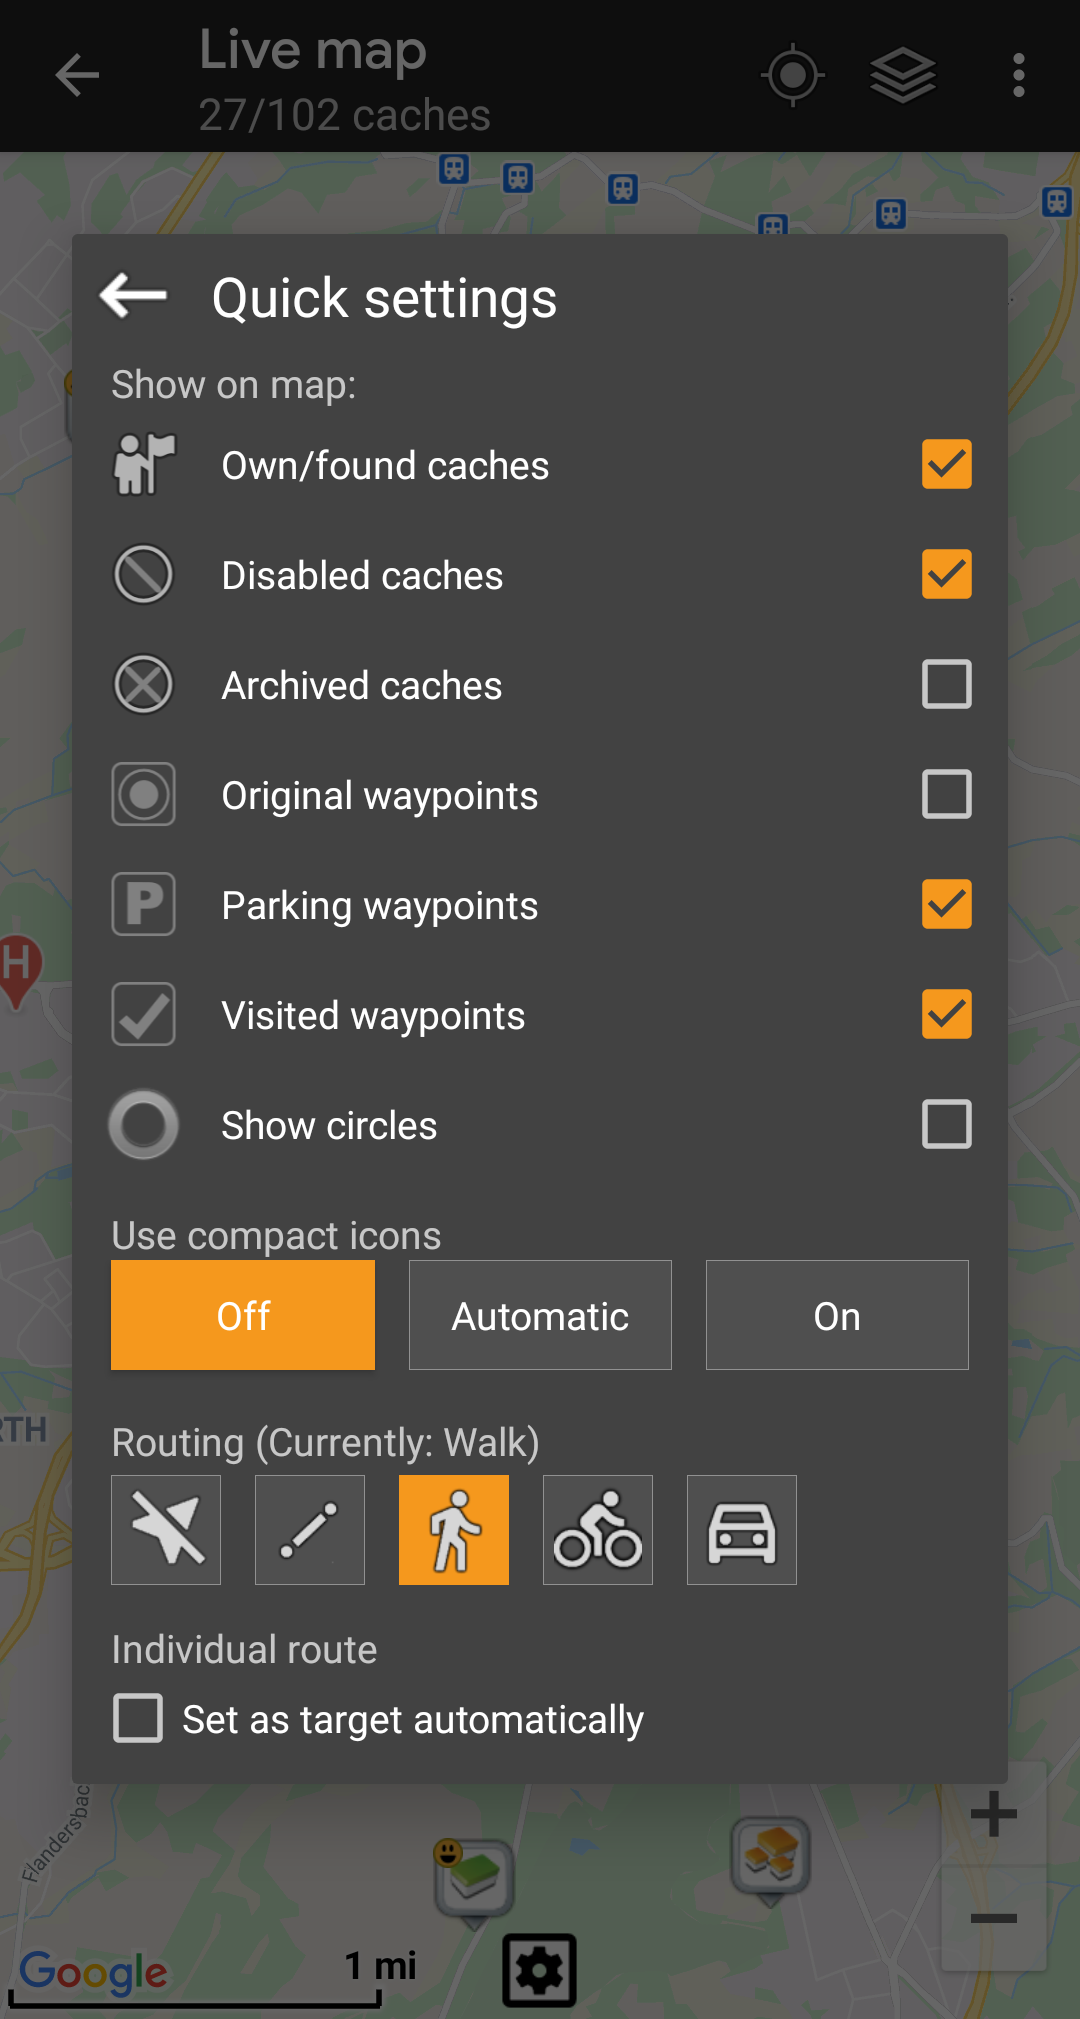 Live map
27/102 caches
Quick settings
Show on map:
Own/found caches
Disabled caches
Archived caches
Original waypoints
P
Parking waypoints
Visited waypoints
Show circles
Use compact icons
Off
Automatic
On
Routing (Currently: Walk)
Individual route
Set as target automatically
H
RTH
Flandersbac
+
−
Google
1 mi